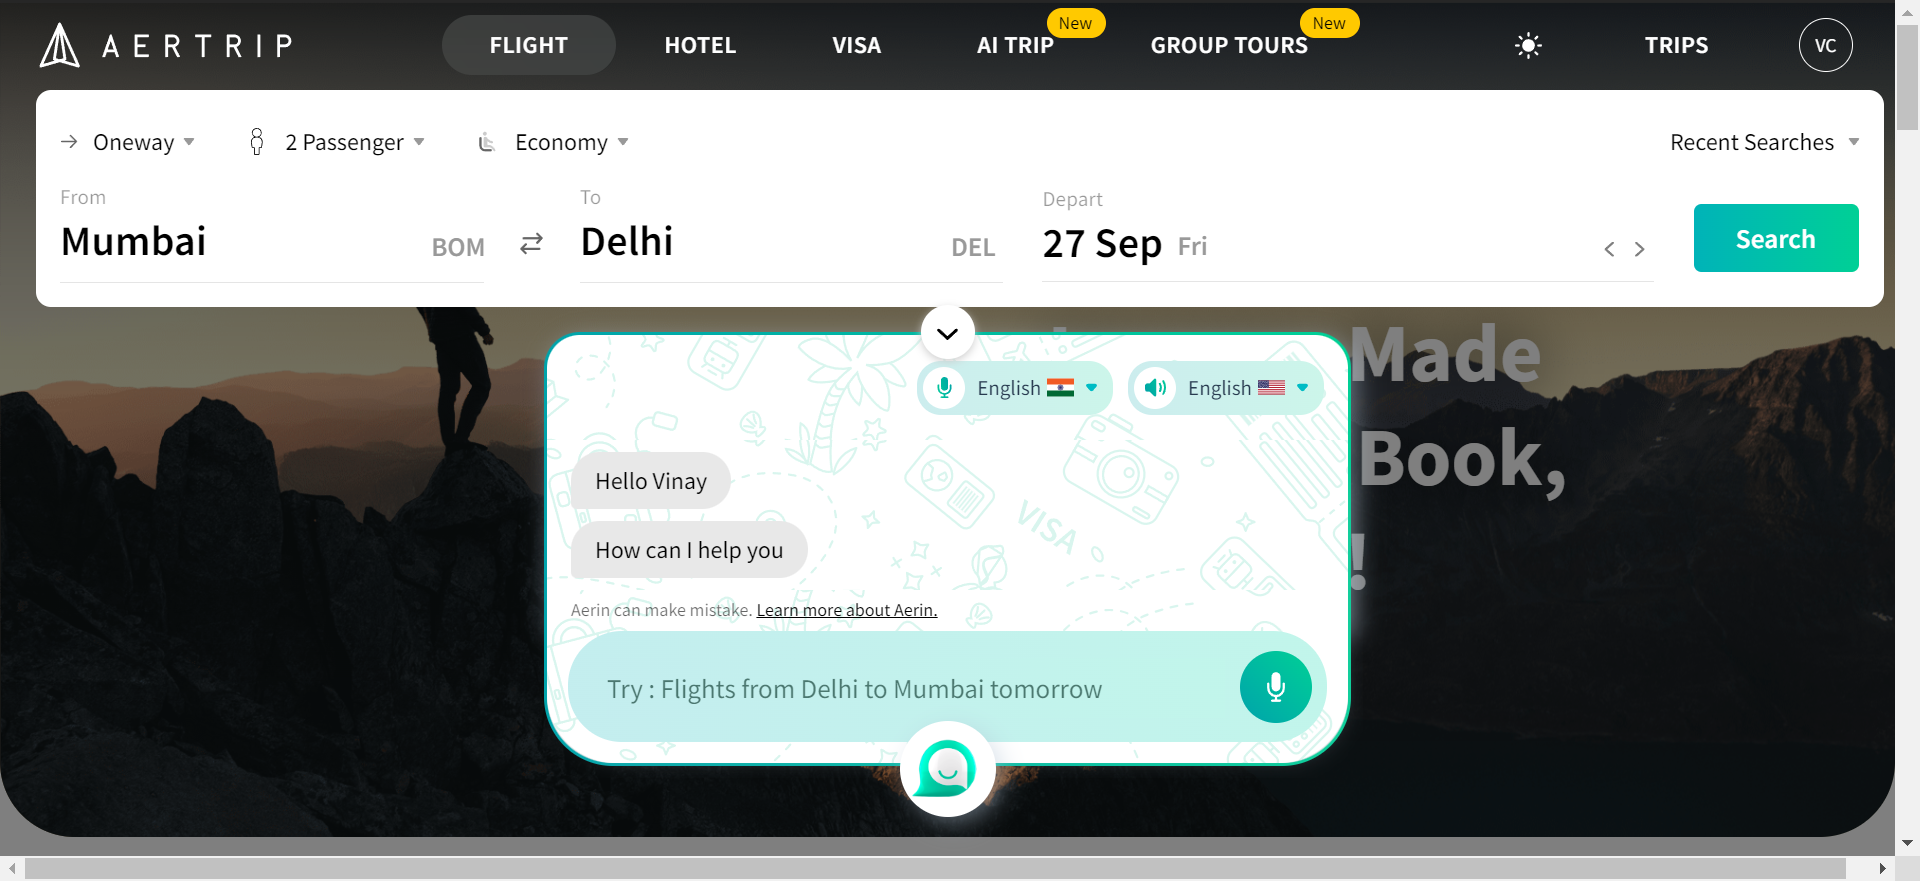 AERTRIP
FLIGHT
HOTEL
VISA
AI TRIP
New
GROUP TOURS
New
TRIPS
VC
Oneway
2 Passenger
Economy
Recent Searches
From
Mumbai
BOM
To
Delhi
DEL
Depart
27 Sep
Fri
Search
Made
Book,
!
English
English
Hello Vinay
How can I help you
VISA
Aerin can make mistake. Learn more about Aerin.
Try : Flights from Delhi to Mumbai tomorrow